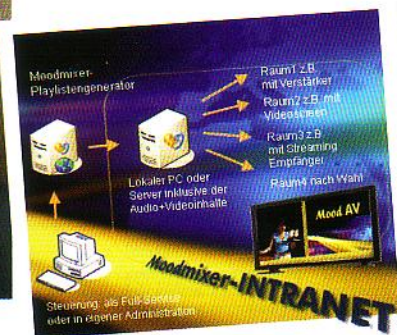 Moodmixer-
Playlistengenerator
Raum1 z.B.
mit Verstärker
Raum2 z.B. mit
Videoscreen
Raum3 z.B.
mit Streaming
Empfänger
Raum4 nach Wahl
Lokaler PC oder
Server inklusive der
Audio+Videoinhalte
Mood AV
Steuerung: als Full-Service
oder in eigener Administration
Moodmixer-INTRANET